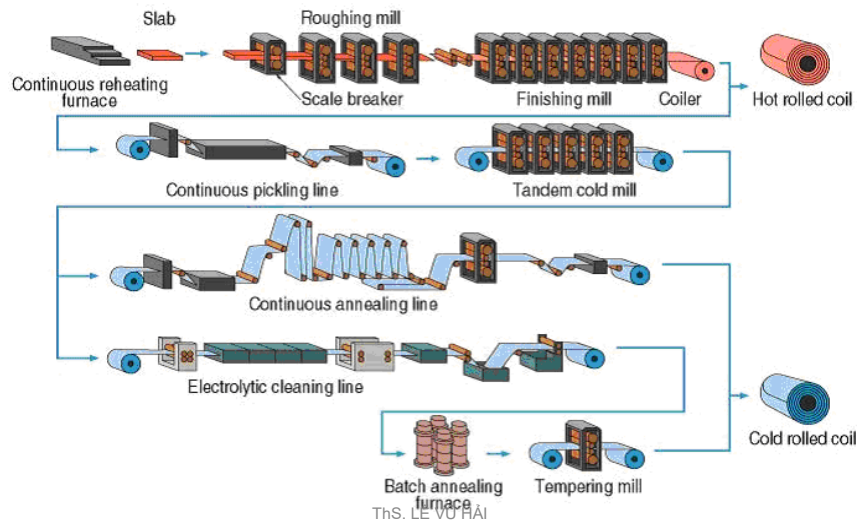 Slab
Roughing mill
Continuous reheating
furnace
Scale breaker
Finishing mill
Coiler
Hot rolled coil
Continuous pickling line
Tandem cold mill
Continuous annealing line
Electrolytic cleaning line
Cold rolled coil
Batch annealing
furnace
Tempering mill
ThS. LÊ VŨ HẢI